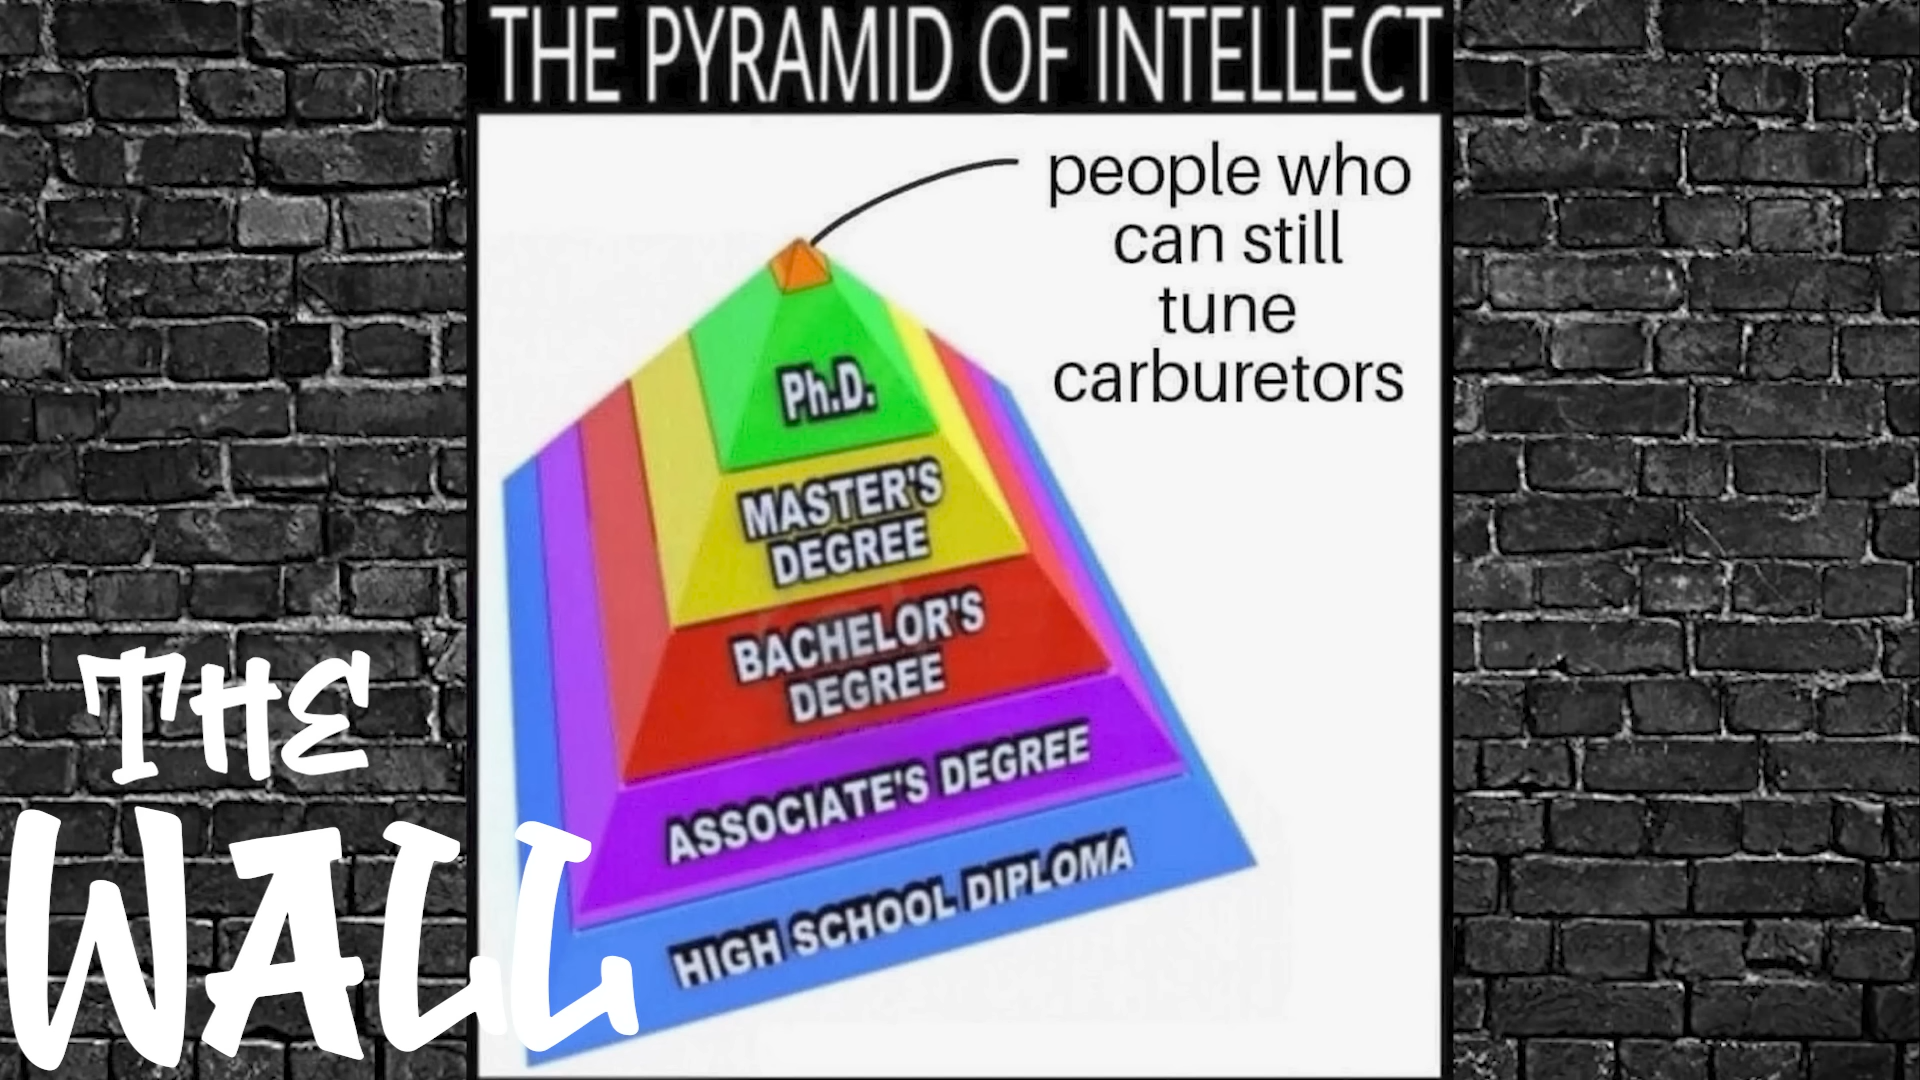 THE PYRAMID OF INTELLECT
people who
can still
tune
carburetors
Ph.D.
MASTER'S
DEGREE
BACHELOR'S
DEGREE
ASSOCIATE'S DEGREE
HIGH SCHOOL DIPLOMA
THE
WALL